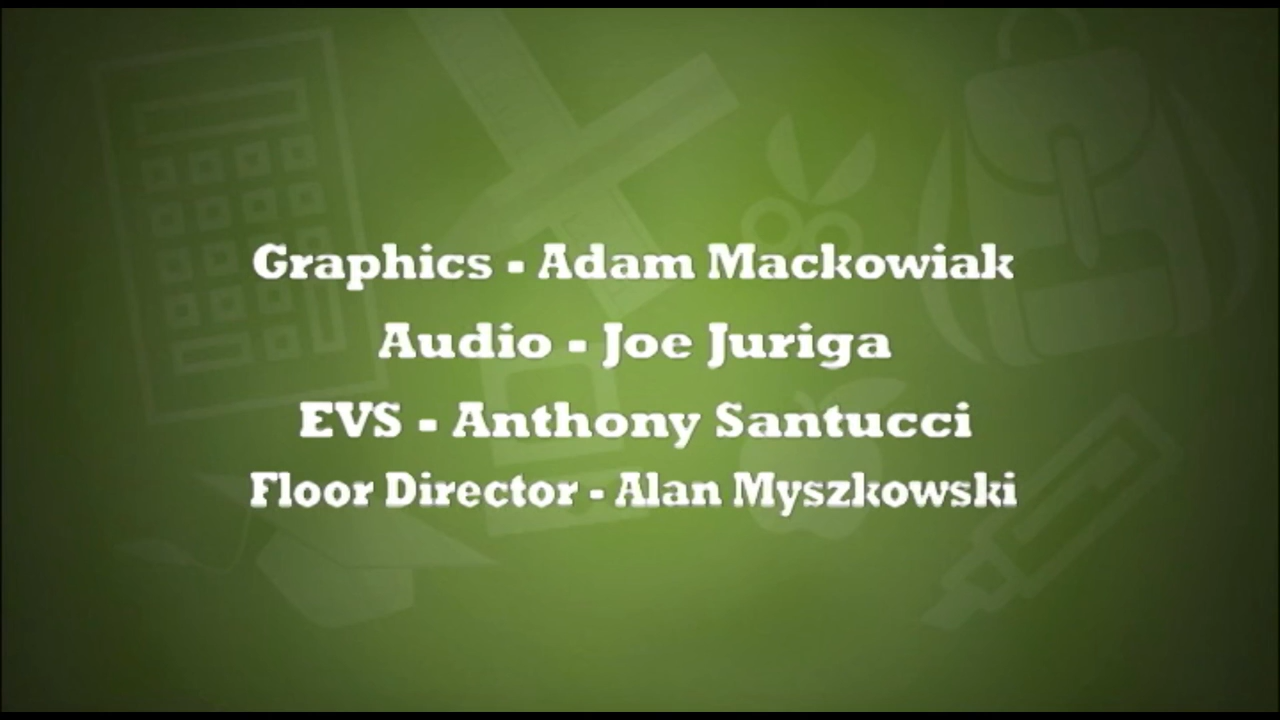 Graphics - Adam Mackowiak
Audio - Joe Juriga
EVS - Anthony Santucci
Floor Director - Alan Myszkowski